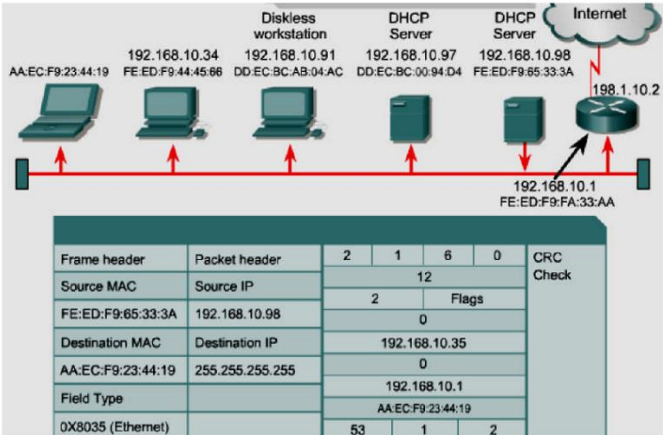 Diskless workstation
DHCP Server
DHCP Server
Internet
AA:EC:F9:23:44:19
192.168.10.34
FE:ED:F9:44:45:66
192.168.10.91
DD:EC:BC:AB:04:AC
192.168.10.97
DD:EC:BC:00:94:D4
192.168.10.98
FE:ED:F9:65:33:3A
198.1.10.2
192.168.10.1
FE:ED:F9:FA:33:AA
Frame header
Packet header
2 1 6 0
CRC Check
12
Source MAC
Source IP
2 Flags
FE:ED:F9:65:33:3A
192.168.10.98
0
Destination MAC
Destination IP
192.168.10.35
0
AA:EC:F9:23:44:19
255.255.255.255
192.168.10.1
Field Type
AA:EC:F9:23:44:19
0X8035 (Ethernet)
53 1 2